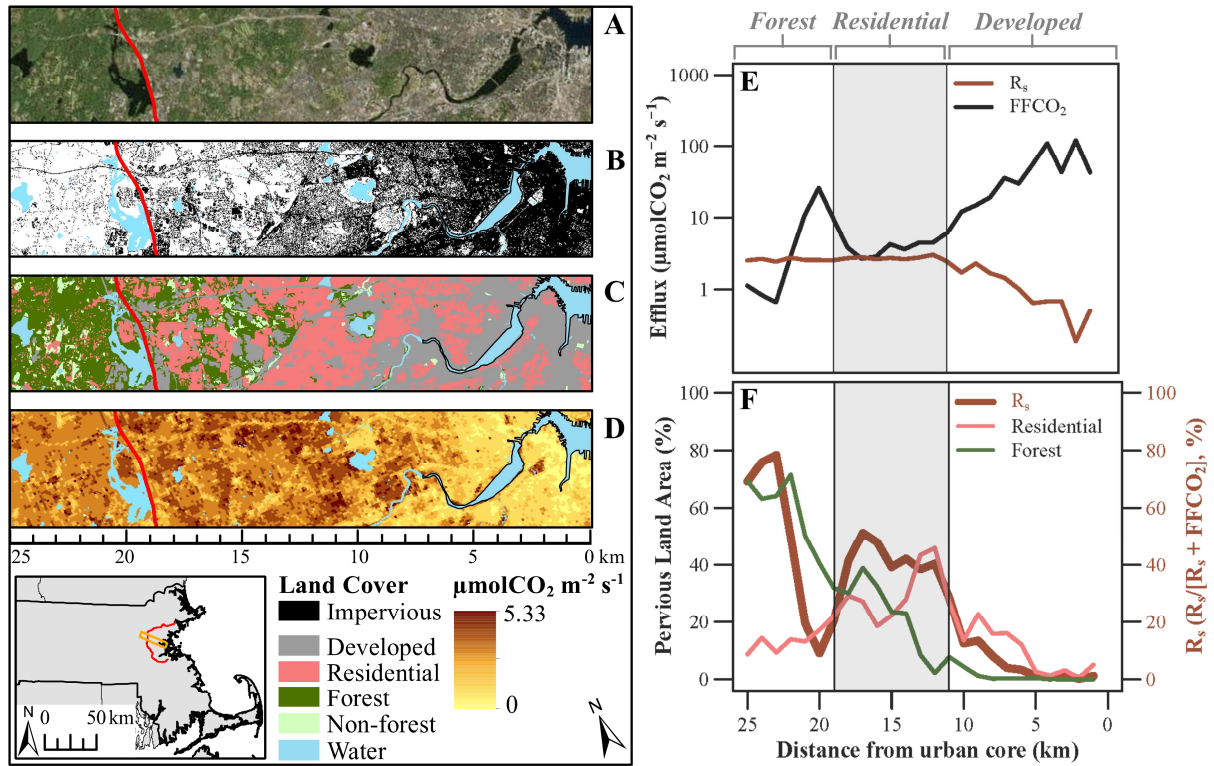 A
B
C
D
25 20 15 10 5 0 km
N 0 50 km
Land Cover
Impervious
Developed
Residential
Forest
Non-forest
Water
µmolCO₂ m⁻² s⁻¹
5.33
0
N
Forest Residential Developed
E
Rₛ
FFCO₂
1000
100
10
1
Efflux (µmolCO₂ m⁻² s⁻¹)
F
Rₛ
Residential
Forest
100
80
60
40
20
0
Pervious Land Area (%)
100
80
60
40
20
0
Rₛ (Rₛ/[Rₛ + FFCO₂], %)
25 20 15 10 5 0
Distance from urban core (km)